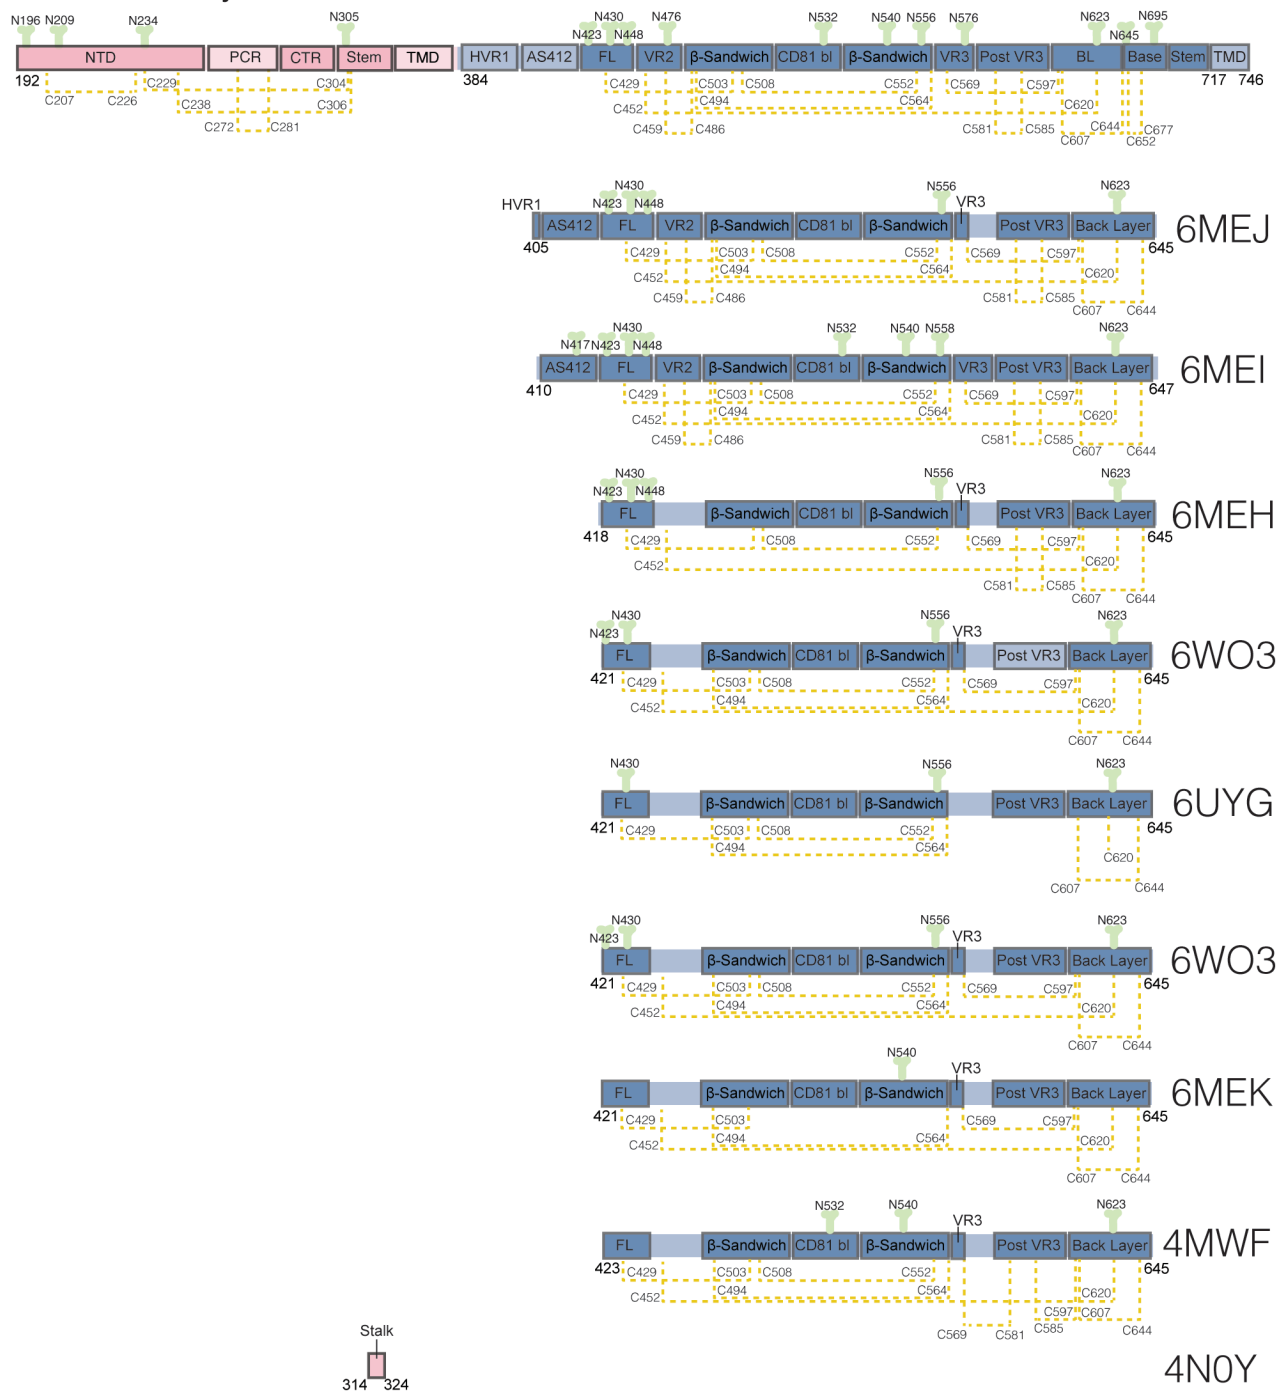 N196 N209 N234 N305 N430 N476 N532 N540 N556 N576 N623 N695
N423 N448 N645
NTD PCR CTR Stem TMD HVR1 AS412 FL VR2 β-Sandwich CD81 bl β-Sandwich VR3 Post VR3 BL Base Stem TMD
192 384 717 746
C229 C304 C429 C503 C508 C552 C569 C597
C207 C226 C238 C306 C452 C494 C564 C620
C272 C281 C459 C486 C581 C585 C644 C677
C607 C652
N430 N556 VR3 N623
HVR1 N423 N448
AS412 FL VR2 β-Sandwich CD81 bl β-Sandwich Post VR3 Back Layer 6MEJ
405 645
C429 C503 C508 C552 C569 C597
C452 C494 C564 C620
C459 C486 C581 C585
C607 C644
N430 N532 N540 N558 N623
N417 N423 N448
AS412 FL VR2 β-Sandwich CD81 bl β-Sandwich VR3 Post VR3 Back Layer 6MEI
410 647
C429 C503 C508 C552 C569 C597
C452 C494 C564 C620
C459 C486 C581 C585
C607 C644
N430 N556 VR3 N623
N423 N448
FL β-Sandwich CD81 bl β-Sandwich Post VR3 Back Layer 6MEH
418 645
C429 C508 C552 C569 C597
C452 C620
C581 C585
C607 C644
N430 N556 VR3 N623
N423
FL β-Sandwich CD81 bl β-Sandwich Post VR3 Back Layer 6WO3
421 645
C429 C503 C508 C552 C569 C597
C452 C494 C564 C620
C607 C644
N430 N556 N623
FL β-Sandwich CD81 bl β-Sandwich Post VR3 Back Layer 6UYG
421 645
C429 C503 C508 C552
C494 C564
C620
C607 C644
N430 N556 VR3 N623
N423
FL β-Sandwich CD81 bl β-Sandwich Post VR3 Back Layer 6WO3
421 645
C429 C503 C508 C552 C569 C597
C452 C494 C564 C620
C607 C644
N540 VR3
FL β-Sandwich CD81 bl β-Sandwich Post VR3 Back Layer 6MEK
421 645
C429 C503 C569 C597
C452 C494 C564 C620
C607 C644
N532 N540 VR3 N623
FL β-Sandwich CD81 bl β-Sandwich Post VR3 Back Layer 4MWF
423 645
C429 C503 C508 C552
C452 C494 C564 C620
C597 C607
C569 C581 C585 C644
Stalk
314 324 4N0Y